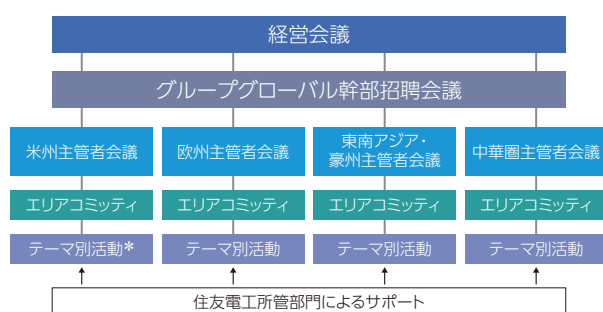 経営会議
グループグローバル幹部招聘会議
米州主管者会議
欧州主管者会議
東南アジア・
豪州主管者会議
中華圏主管者会議
エリアコミッティ
エリアコミッティ
エリアコミッティ
エリアコミッティ
テーマ別活動*
テーマ別活動
テーマ別活動
テーマ別活動
住友電工所管部門によるサポート